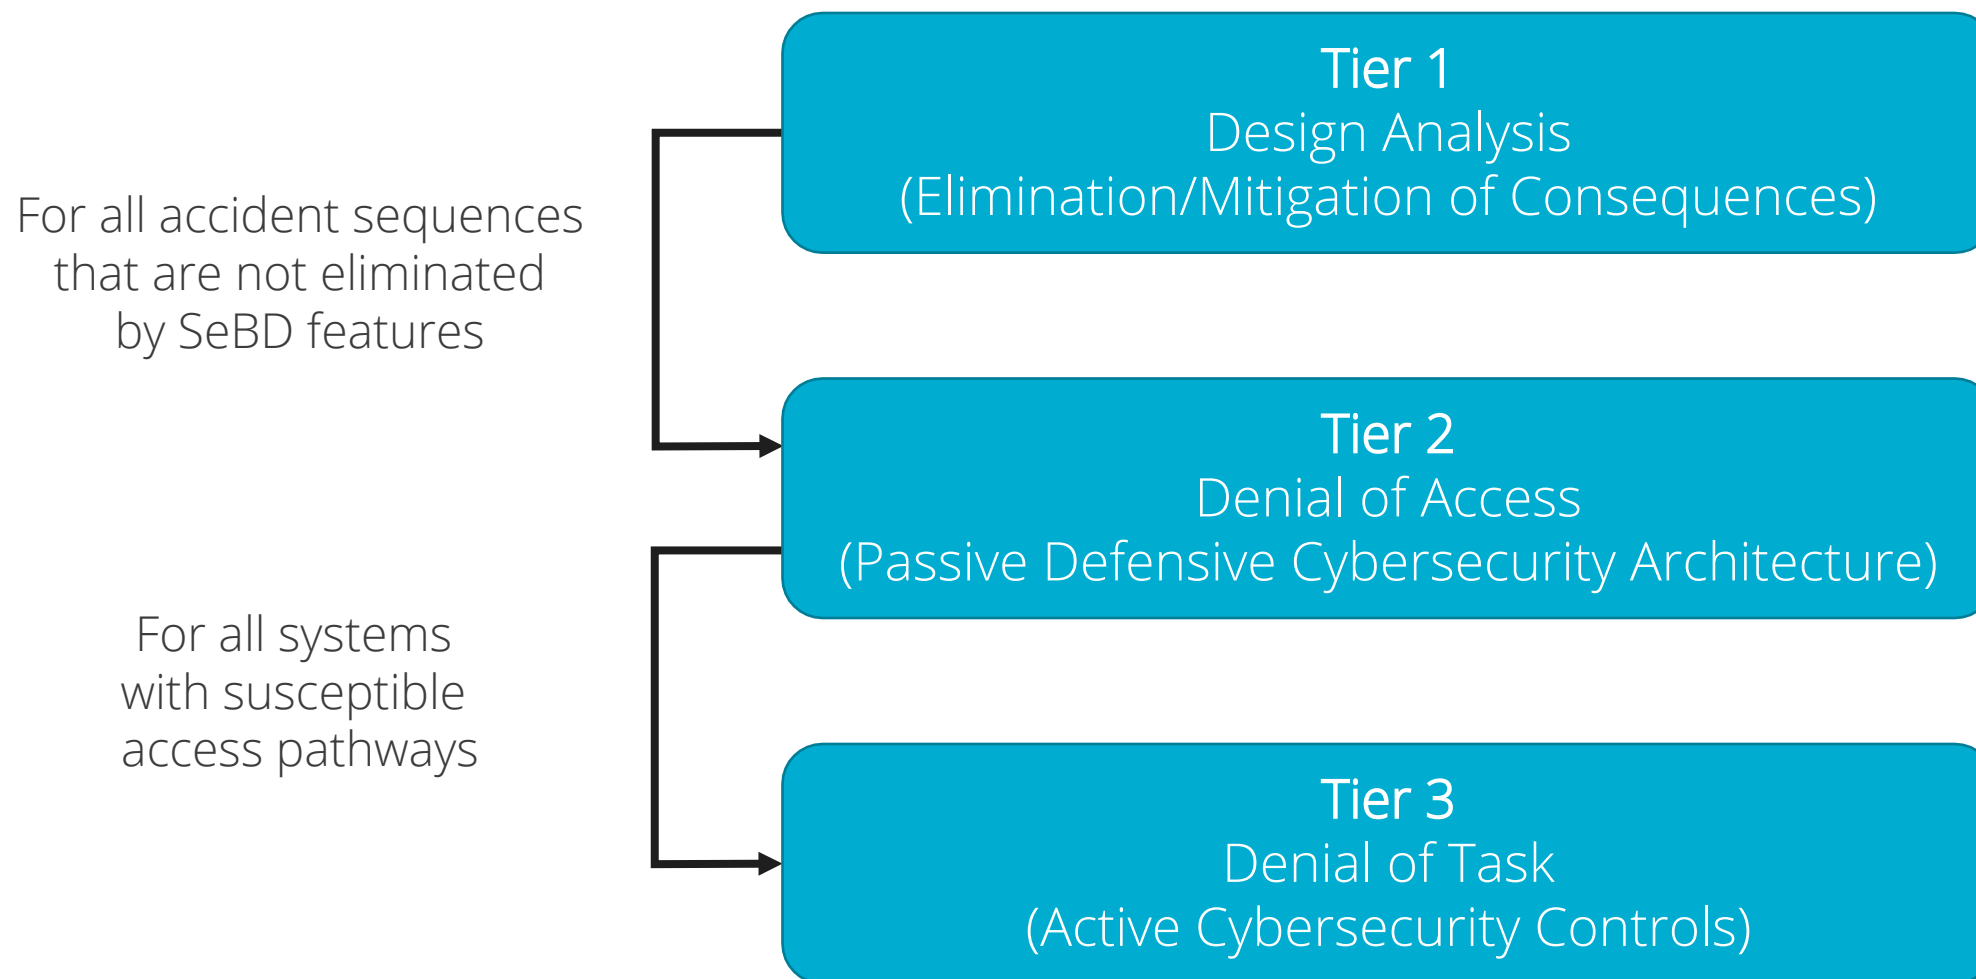 Tier 1
Design Analysis
(Elimination/Mitigation of Consequences)
For all accident sequences
that are not eliminated
by SeBD features
Tier 2
Denial of Access
(Passive Defensive Cybersecurity Architecture)
For all systems
with susceptible
access pathways
Tier 3
Denial of Task
(Active Cybersecurity Controls)